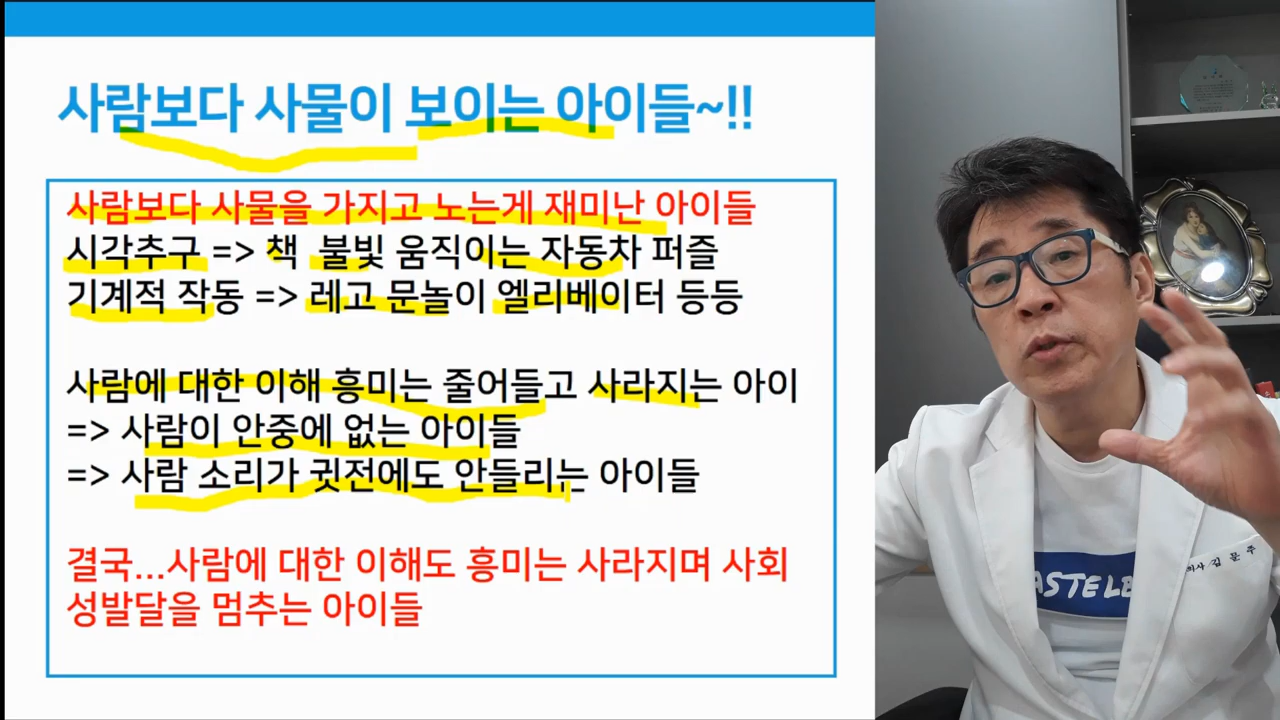 사람보다 사물이 보이는 아이들~!!
사람보다 사물을 가지고 노는게 재미난 아이들
시각추구 => 책 불빛 움직이는 자동차 퍼즐
기계적 작동 => 레고 문놀이 엘리베이터 등등
사람에 대한 이해 흥미는 줄어들고 사라지는 아이
=> 사람이 안중에 없는 아이들
=> 사람 소리가 귓전에도 안들리는 아이들
결국...사람에 대한 이해도 흥미는 사라지며 사회
성발달을 멈추는 아이들
ASTELB
김문주